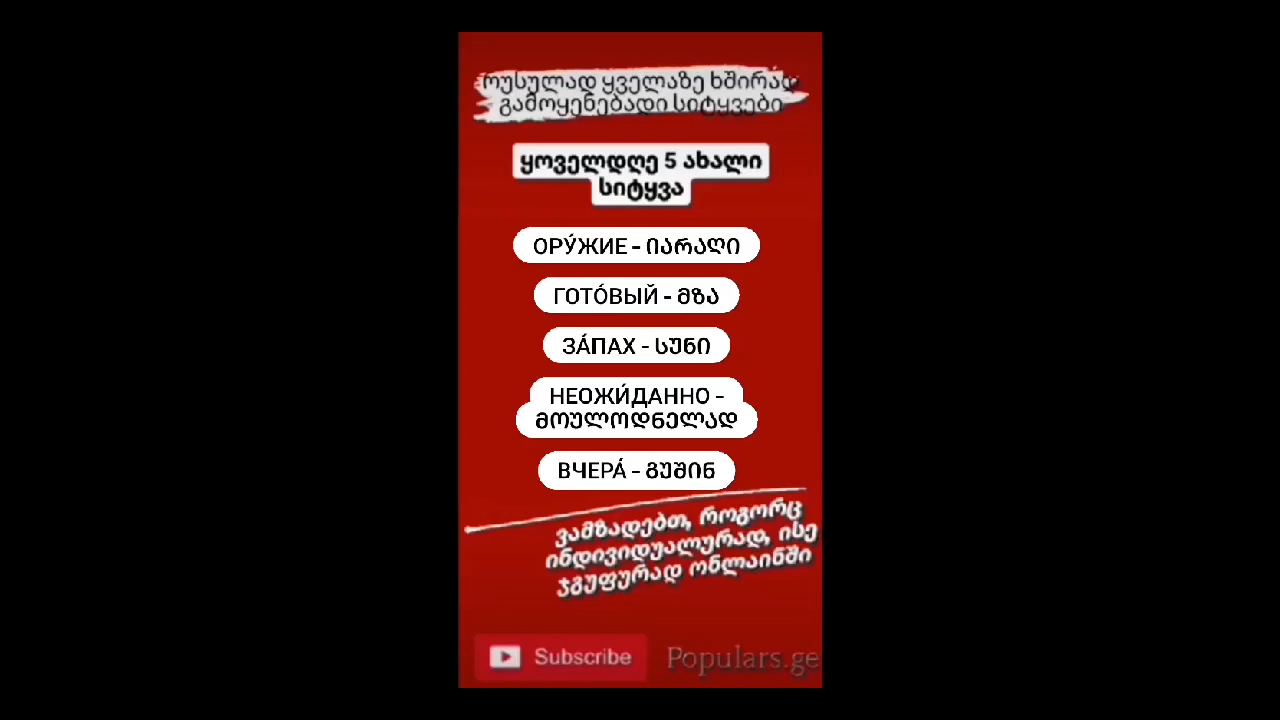 რუსულად ყველაზე ხშირად
გამოყენებადი სიტყვები
ყოველდღე 5 ახალი
სიტყვა
ОРУ́ЖИЕ - იარაღი
ГОТО́ВЫЙ - მზა
ЗА́ПАХ - სუნი
НЕОЖИ́ДАННО -
მოულოდნელად
ВЧЕРА́ - გუშინ
ვამზადებთ, როგორც
ინდივიდუალურად, ისე
ჯგუფურად ონლაინში
Subscribe
Populars.ge